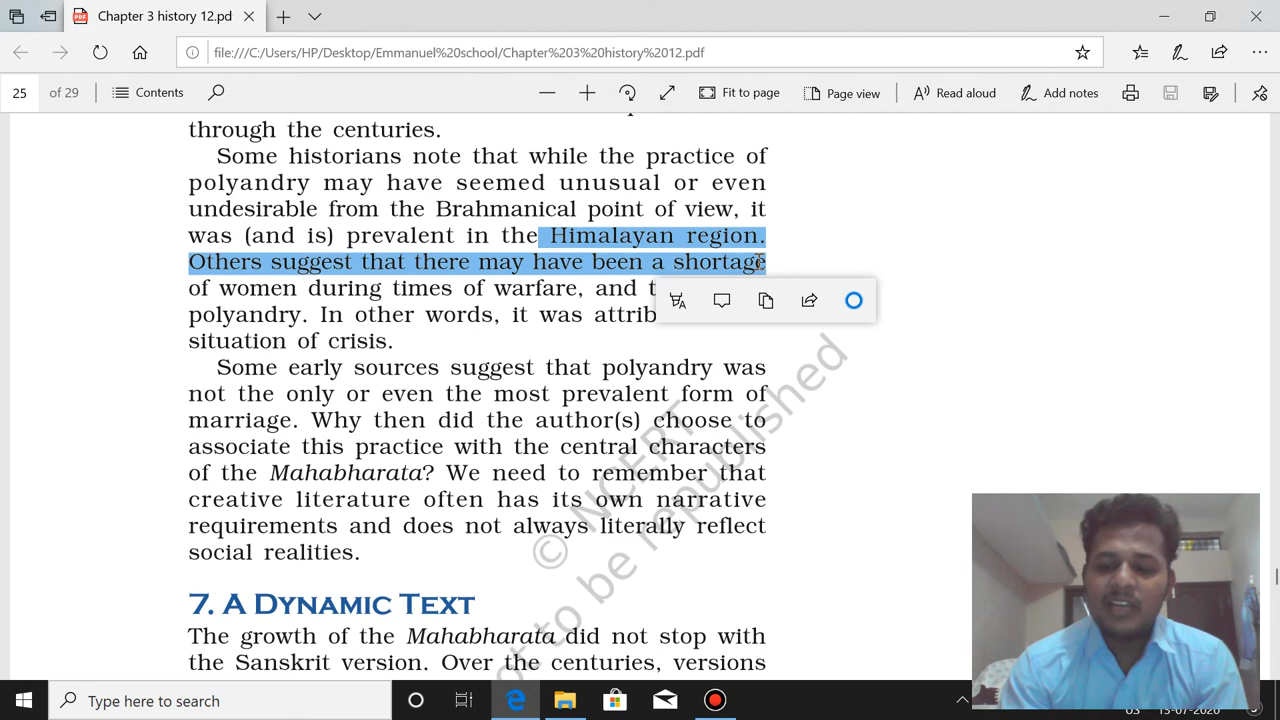 Chapter 3 history 12.pd
file:///C:/Users/HP/Desktop/Emmanuel%20school/Chapter%203%20history%2012.pdf
25 of 29 Contents Fit to page Page view Read aloud Add notes
through the centuries.
Some historians note that while the practice of
polyandry may have seemed unusual or even
undesirable from the Brahmanical point of view, it
was (and is) prevalent in the Himalayan region.
Others suggest that there may have been a shortage
of women during times of warfare, and
polyandry. In other words, it was
situation of crisis.
Some early sources suggest that polyandry was
not the only or even the most prevalent form of
marriage. Why then did the author(s) choose to
associate this practice with the central characters
of the Mahabharata? We need to remember that
creative literature often has its own narrative
requirements and does not always literally reflect
social realities.
© NCERT
not to be republished
7. A DYNAMIC TEXT
The growth of the Mahabharata did not stop with
the Sanskrit version. Over the centuries, versions
Type here to search
13-07-2020